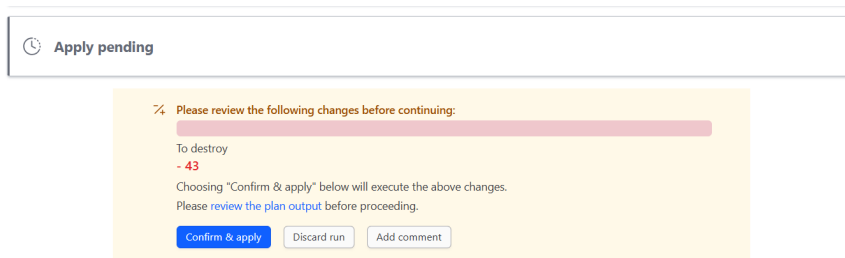 Apply pending
Please review the following changes before continuing:
To destroy
- 43
Choosing "Confirm & apply" below will execute the above changes.
Please review the plan output before proceeding.
Confirm & apply Discard run Add comment